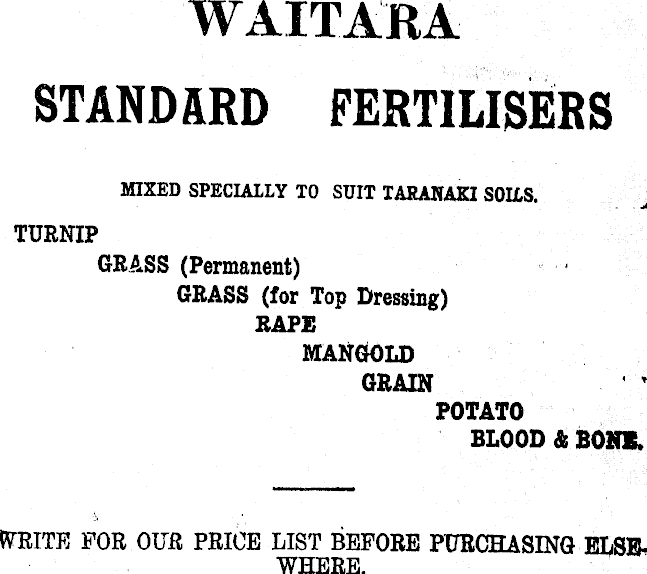 WAITARA
STANDARD FERTILISERS
MIXED SPECIALLY TO SUIT TARANAKI SOILS.
TURNIP
GRASS (Permanent)
GRASS (for Top Dressing)
RAPE
MANGOLD
GRAIN
POTATO
BLOOD & BONE.
WRITE FOR OUR PRICE LIST BEFORE PURCHASING ELSE-
WHERE.